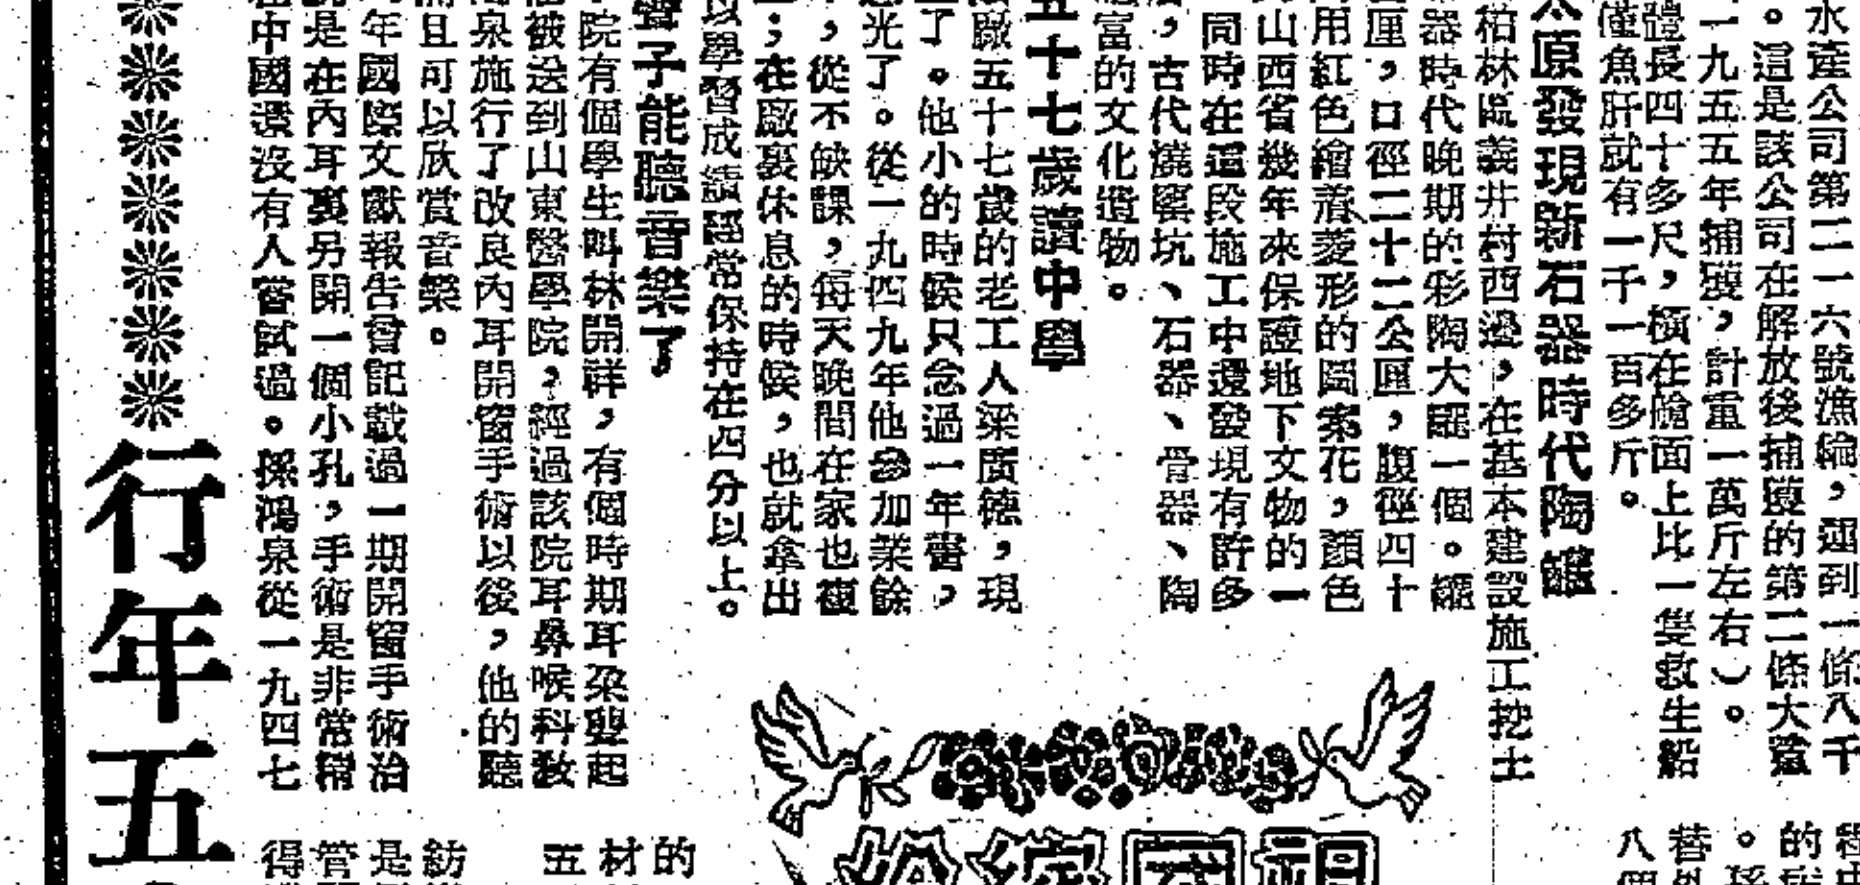 水產公司第二一六號漁輪，運到一條八千
。這是該公司在解放後捕獲的第二條大鯊
一九五五年捕獲，計重一萬斤左右）。
體長四十多尺，橫在艙面上比一隻救生船
僅魚肝就有一千一百多斤。
太原發現新石器時代陶罐
柏林區義井村西邊，在基本建設施工挖土
器時代晚期的彩陶大罐一個。罐
厘，口徑二十二公厘，腹徑四十
用紅色繪着菱形的圖案花，顏色
山西省幾年來保護地下文物的一
同時在這段施工中還發現有許多
，古代燒窰坑、石器、骨器、陶
富的文化遺物。
五十七歲讀中學
廠五十七歲的老工人梁廣德，現
了。他小的時候只念過一年書，
光了。從一九四九年他參加業餘
，從不缺課，每天晚間在家也復
；在廠裏休息的時候，也就拿出
以學習成績經常保持在四分以上。
聾子能聽音樂了
院有個學生叫林開祥，有個時期耳朶聾起
被送到山東醫學院，經過該院耳鼻喉科教
泉施行了改良內耳開窗手術以後，他的聽
且可以欣賞音樂。
年國際文獻報告曾記載過一期開窗手術治
是在內耳裏另開一個小孔，手術是非常精
中國還沒有人嘗試過。孫鴻泉從一九四七
行年五
祖國
的
替
八
的
材
五
紡
是
管
得